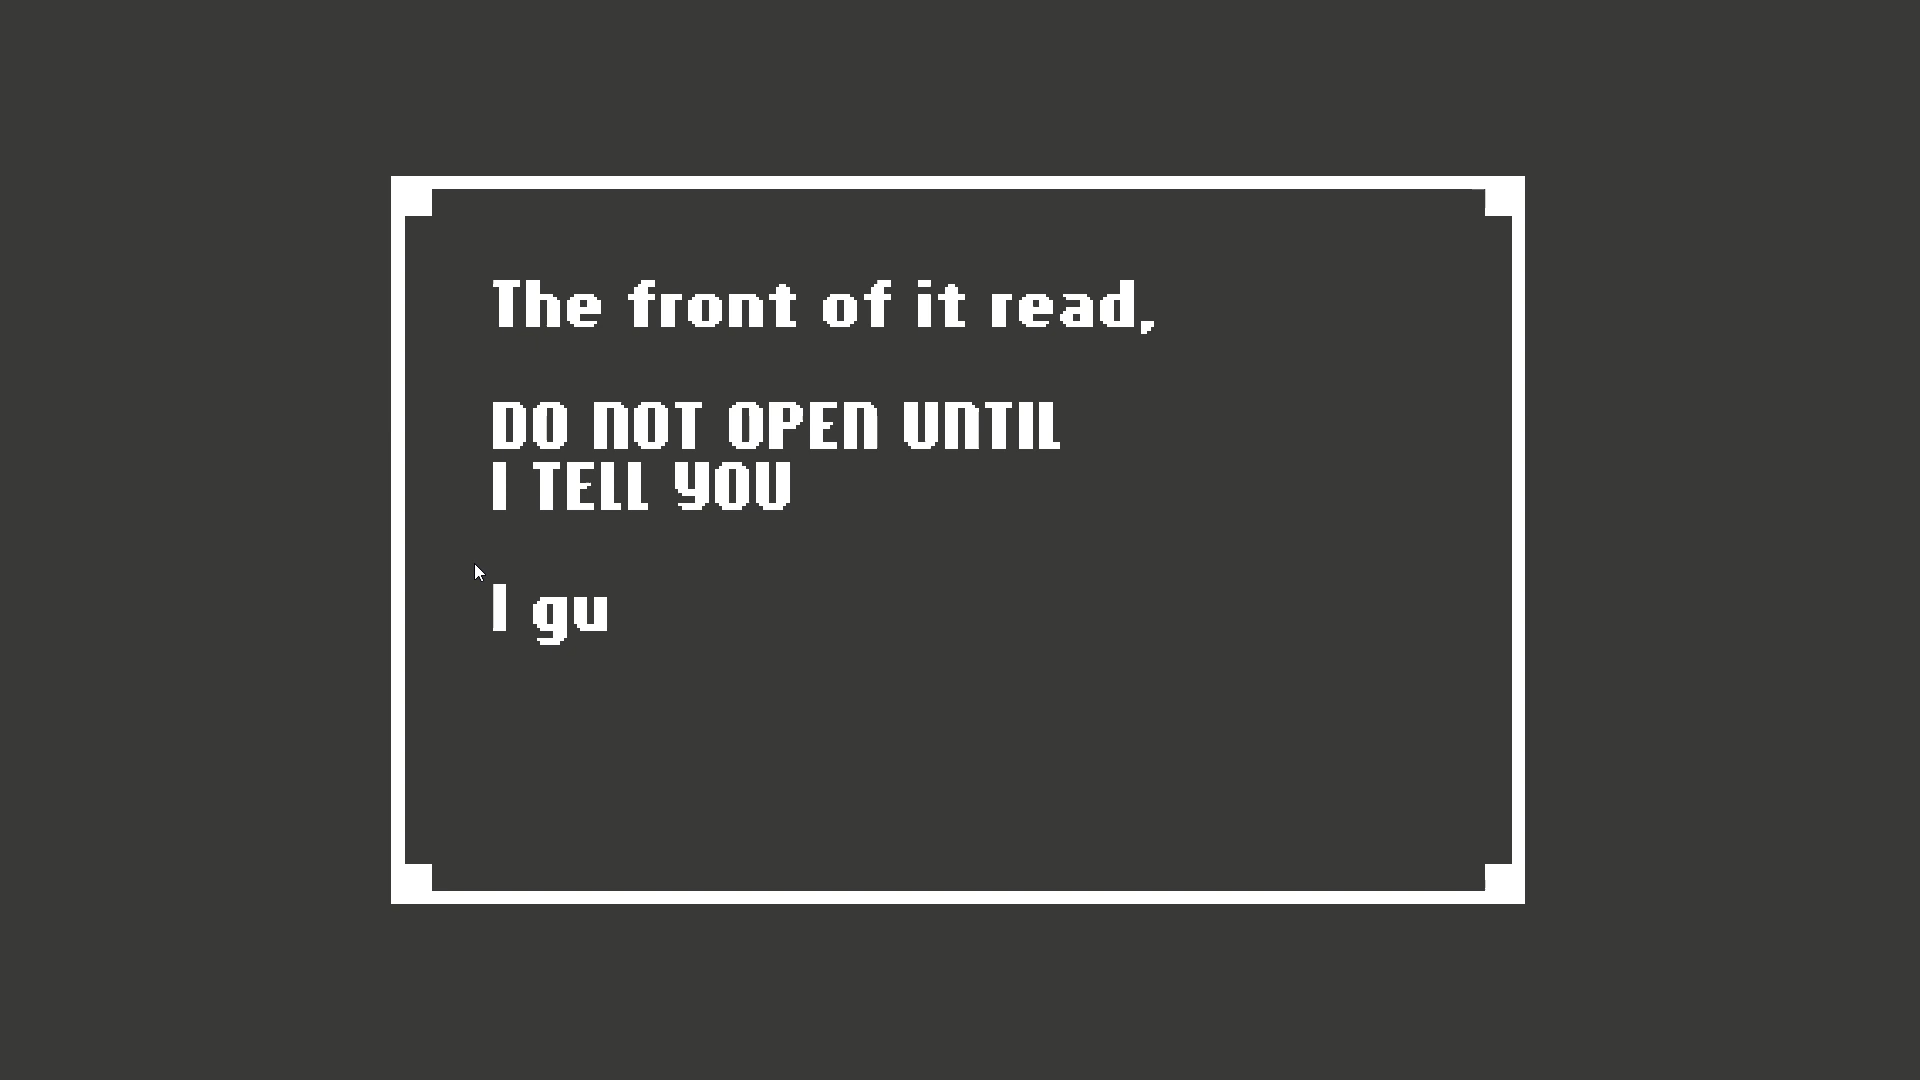 The front of it read,
DO NOT OPEN UNTIL
I TELL YOU
I gu